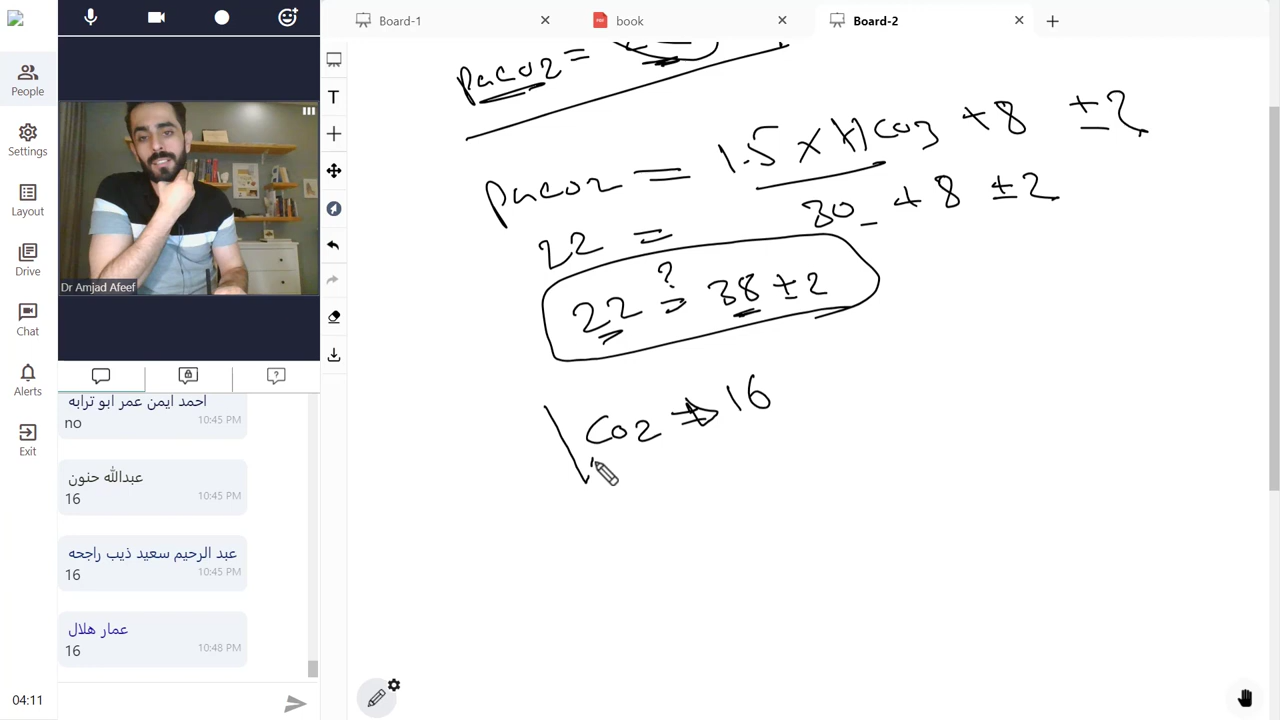 Board-1
book
Board-2
People
Settings
Layout
Drive
Chat
Alerts
Exit
04:11
T
PDF
Dr Amjad Afeef
احمد ايمن عمر ابو ترابه
no
10:45 PM
عبدالله حنون
16
10:45 PM
عبد الرحيم سعيد ذيب راجحه
16
10:45 PM
عمار هلال
16
10:48 PM
paco2 =
paco2 = 1.5 × HCO3 + 8 ± 2
22 = 30 + 8 ± 2
?
22 = 38 ± 2
Co2 → 16